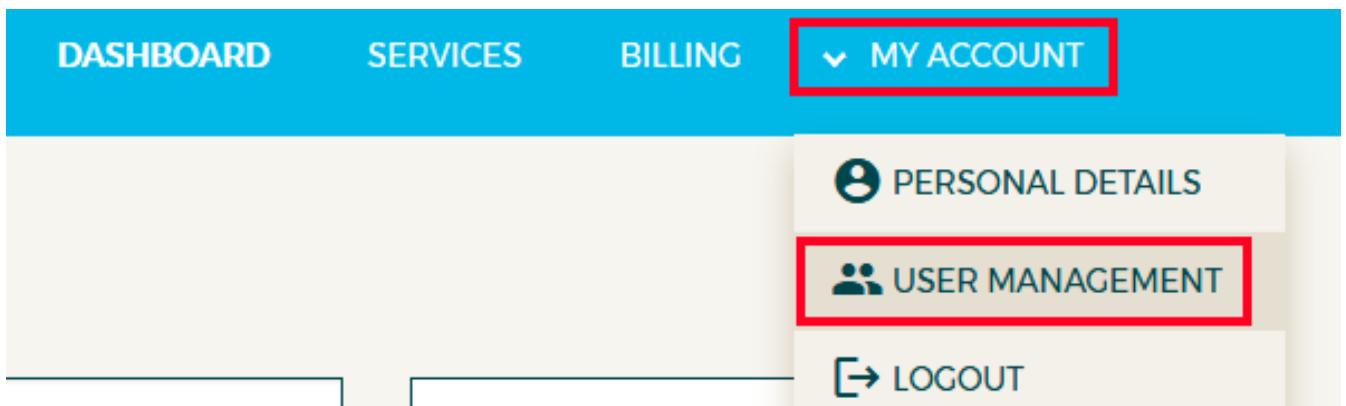 DASHBOARD SERVICES BILLING MY ACCOUNT
PERSONAL DETAILS
USER MANAGEMENT
LOGOUT